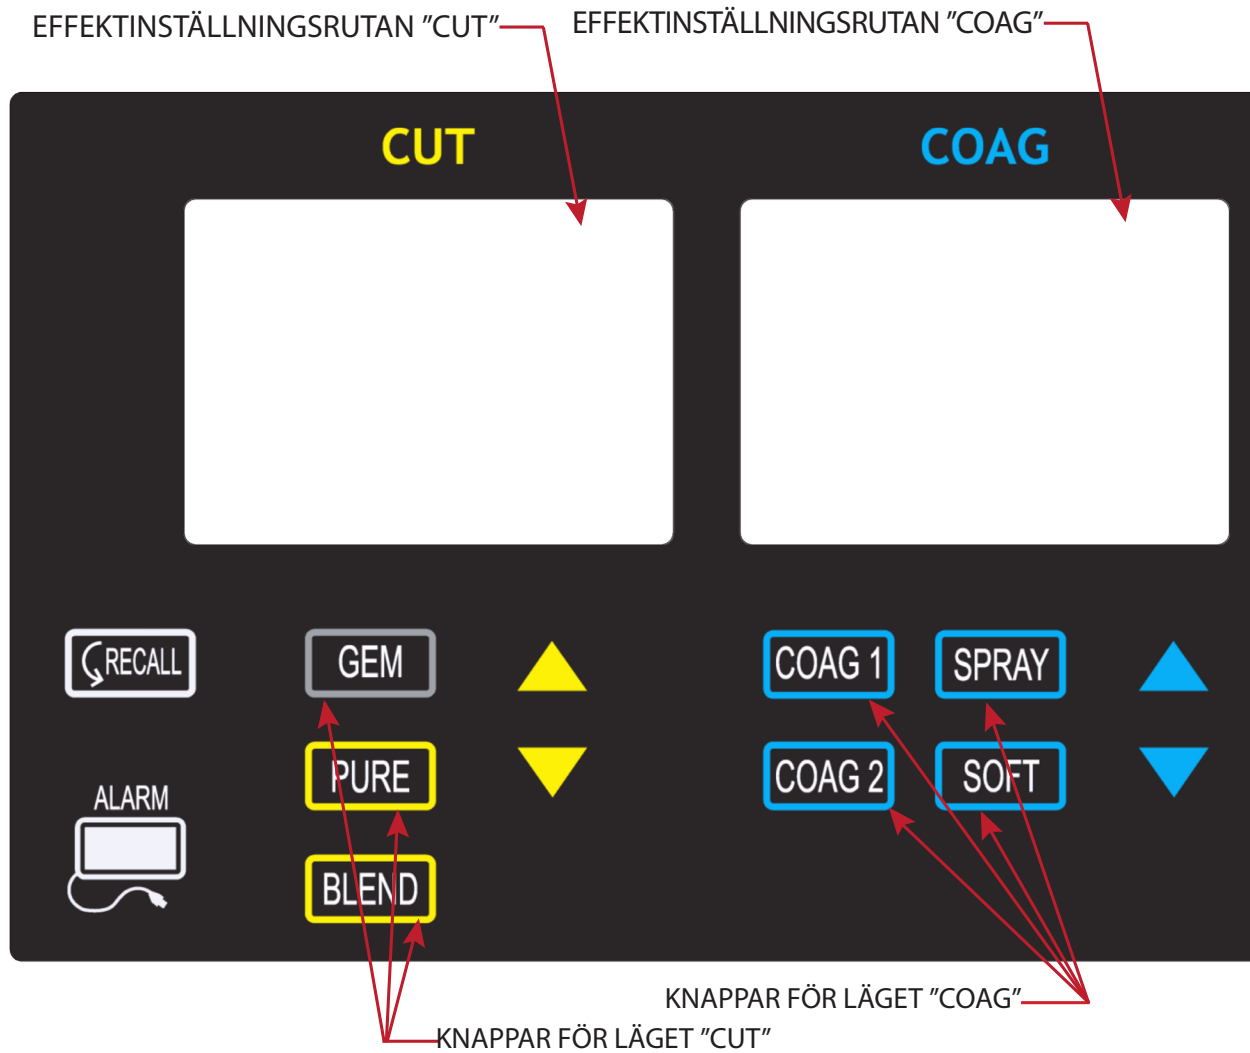 EFFEKTINSTÄLLNINGSRUTAN ”CUT”
EFFEKTINSTÄLLNINGSRUTAN ”COAG”
CUT
COAG
RECALL
GEM
COAG 1
SPRAY
PURE
COAG 2
SOFT
ALARM
BLEND
KNAPPAR FÖR LÄGET ”COAG”
KNAPPAR FÖR LÄGET ”CUT”